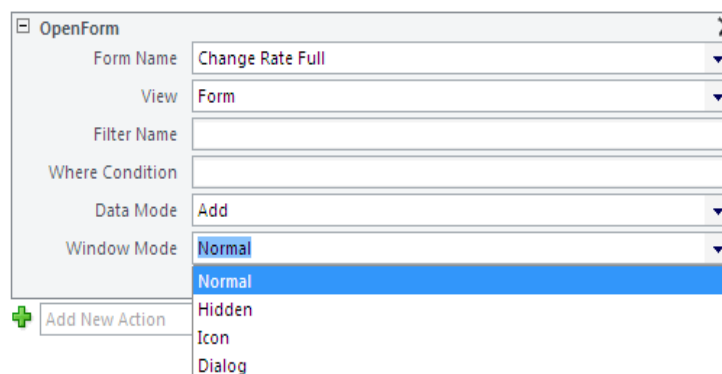 OpenForm
Form Name Change Rate Full
View Form
Filter Name
Where Condition
Data Mode Add
Window Mode Normal
Normal
Add New Action Hidden
Icon
Dialog